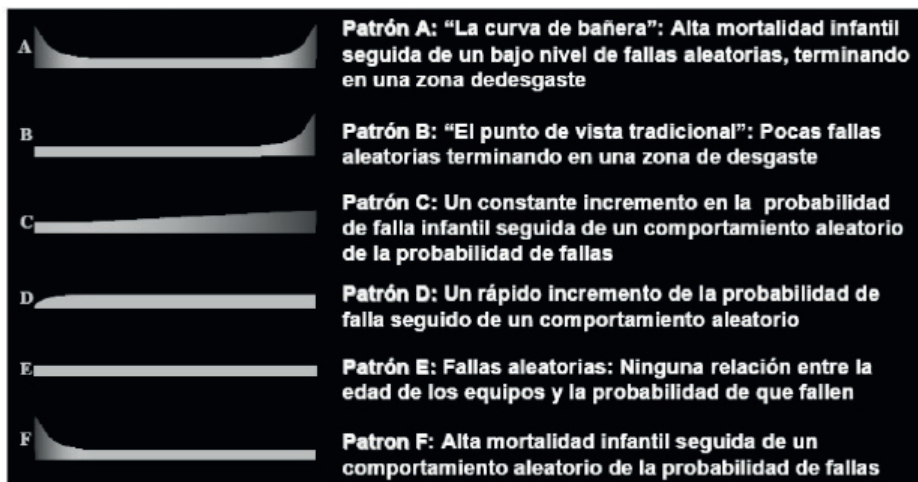 A
Patrón A: “La curva de bañera”: Alta mortalidad infantil
seguida de un bajo nivel de fallas aleatorias, terminando
en una zona dedesgaste
B
Patrón B: “El punto de vista tradicional”: Pocas fallas
aleatorias terminando en una zona de desgaste
C
Patrón C: Un constante incremento en la probabilidad
de falla infantil seguida de un comportamiento aleatorio
de la probabilidad de fallas
D
Patrón D: Un rápido incremento de la probabilidad de
falla seguido de un comportamiento aleatorio
E
Patrón E: Fallas aleatorias: Ninguna relación entre la
edad de los equipos y la probabilidad de que fallen
F
Patron F: Alta mortalidad infantil seguida de un
comportamiento aleatorio de la probabilidad de fallas